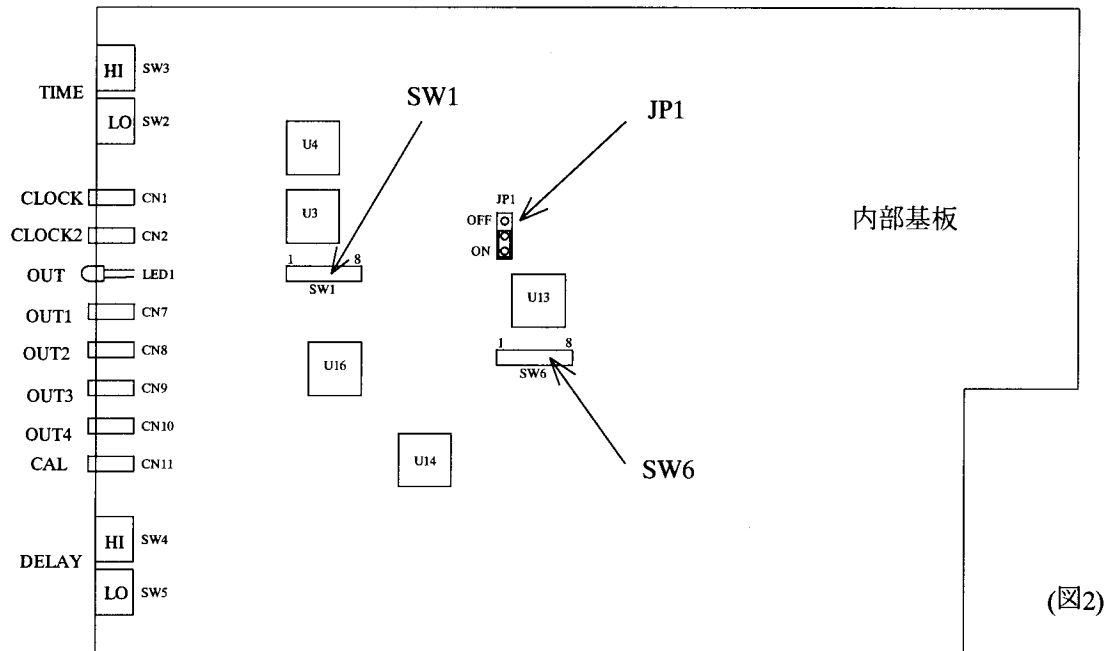 HI SW3
TIME
LO SW2
SW1
JP1
U4
CLOCK CN1
U3
JP1
OFF
ON
内部基板
CLOCK2 CN2
OUT LED1
1 8
SW1
U13
OUT1 CN7
OUT2 CN8
1 8
SW6
U16
OUT3 CN9
OUT4 CN10
CAL CN11
U14
SW6
HI SW4
DELAY
LO SW5
(図2)